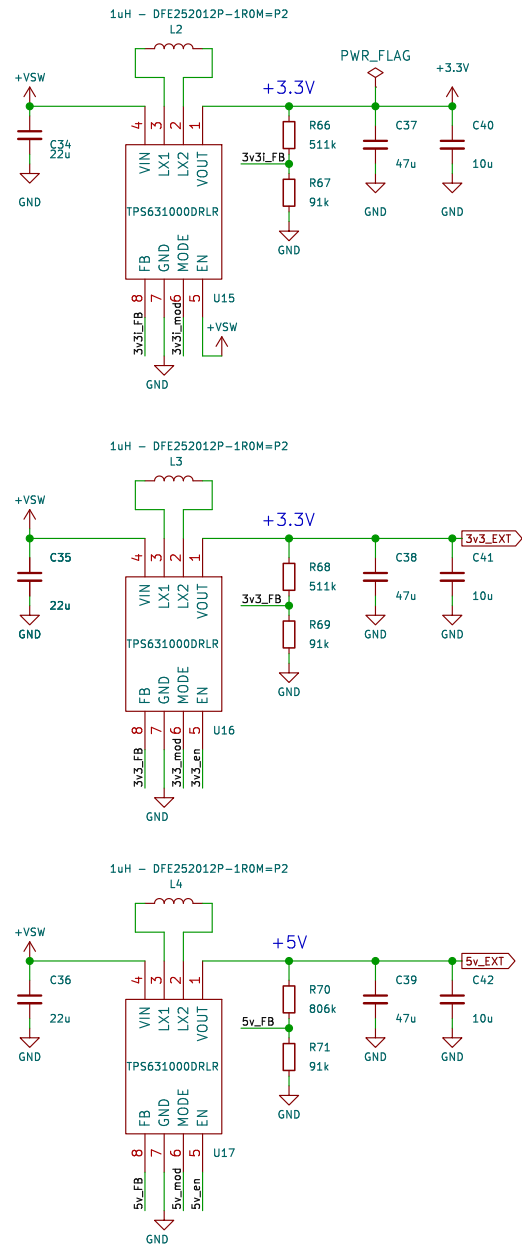 1uH - DFE252012P-1R0M=P2
L2
+VSW
+3.3V
PWR_FLAG
+3.3V
C34
22u
GND
4
3
2
1
VIN
LX1
LX2
VOUT
TPS631000DRLR
FB
GND
MODE
EN
8
7
6
5
U15
3v3i_FB
3v3i_mod
+VSW
GND
3v3i_FB
R66
511k
R67
91k
GND
C37
47u
GND
C40
10u
GND
1uH - DFE252012P-1R0M=P2
L3
+VSW
+3.3V
3v3_EXT
C35
22u
GND
4
3
2
1
VIN
LX1
LX2
VOUT
TPS631000DRLR
FB
GND
MODE
EN
8
7
6
5
U16
3v3_FB
3v3_mod
3v3_en
GND
3v3_FB
R68
511k
R69
91k
GND
C38
47u
GND
C41
10u
GND
1uH - DFE252012P-1R0M=P2
L4
+VSW
+5V
5v_EXT
C36
22u
GND
4
3
2
1
VIN
LX1
LX2
VOUT
TPS631000DRLR
FB
GND
MODE
EN
8
7
6
5
U17
5v_FB
5v_mod
5v_en
GND
5v_FB
R70
806k
R71
91k
GND
C39
47u
GND
C42
10u
GND